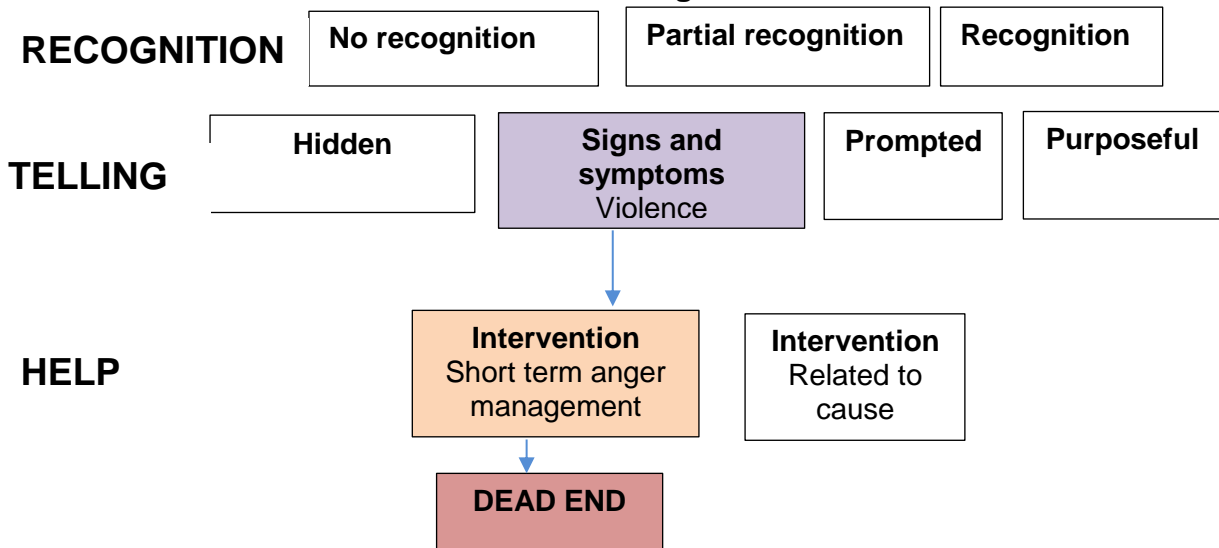 RECOGNITION
No recognition
Partial recognition
Recognition
TELLING
Hidden
Signs and
symptoms
Violence
Prompted
Purposeful
HELP
Intervention
Short term anger
management
Intervention
Related to
cause
DEAD END